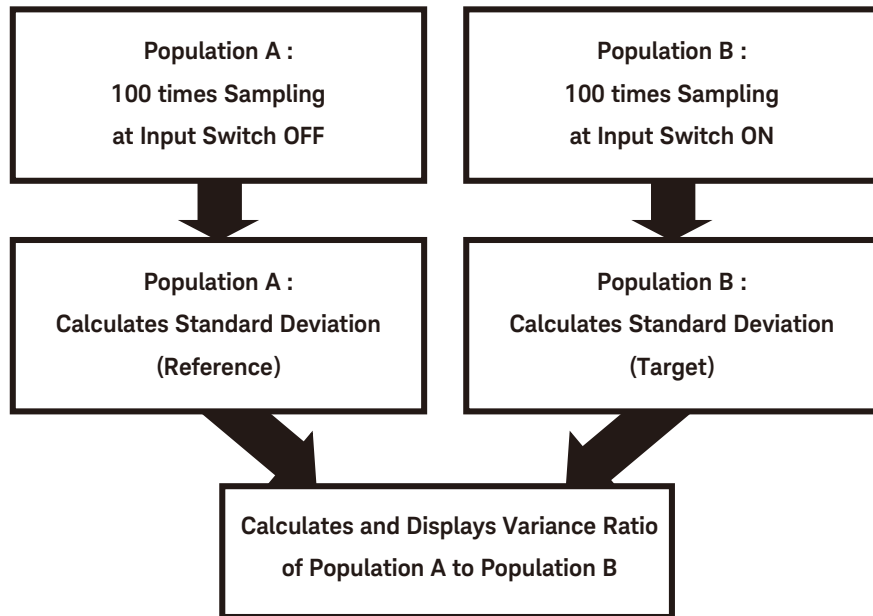 Population A :
100 times Sampling
at Input Switch OFF
Population B :
100 times Sampling
at Input Switch ON
Population A :
Calculates Standard Deviation
(Reference)
Population B :
Calculates Standard Deviation
(Target)
Calculates and Displays Variance Ratio
of Population A to Population B